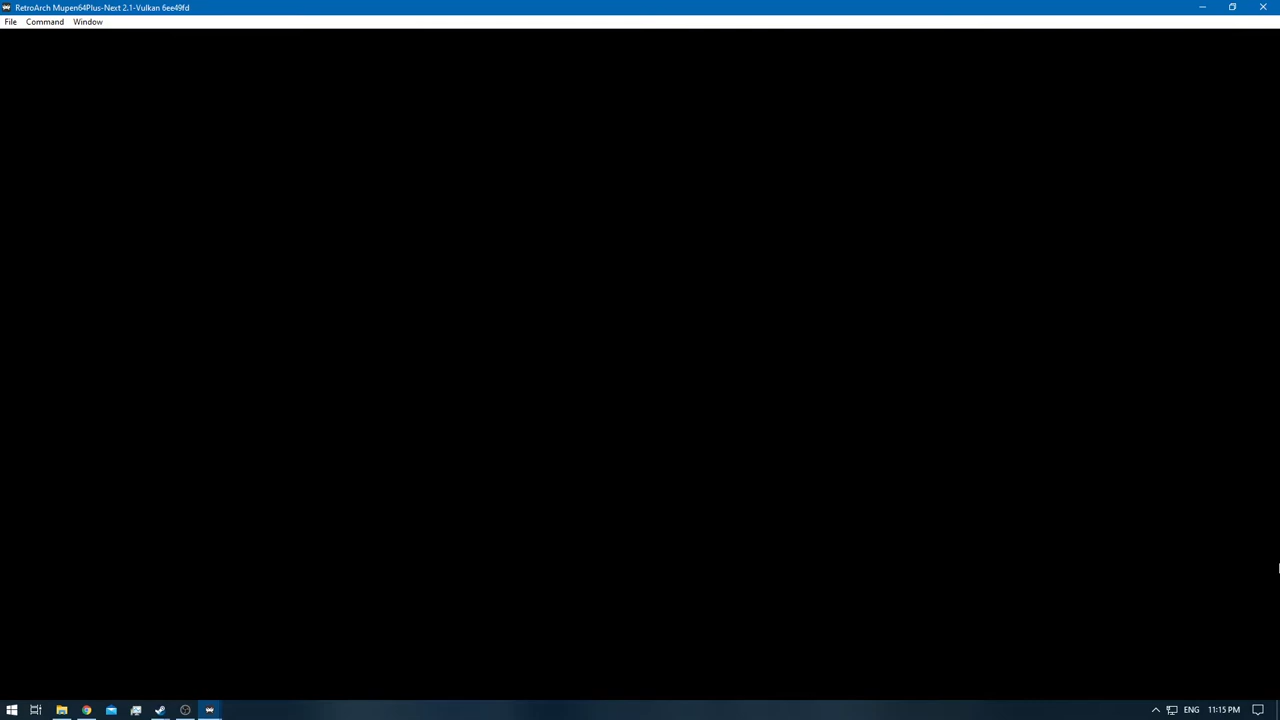 RetroArch Mupen64Plus-Next 2.1-Vulkan 6ee49fd
File Command Window
ENG 11:15 PM